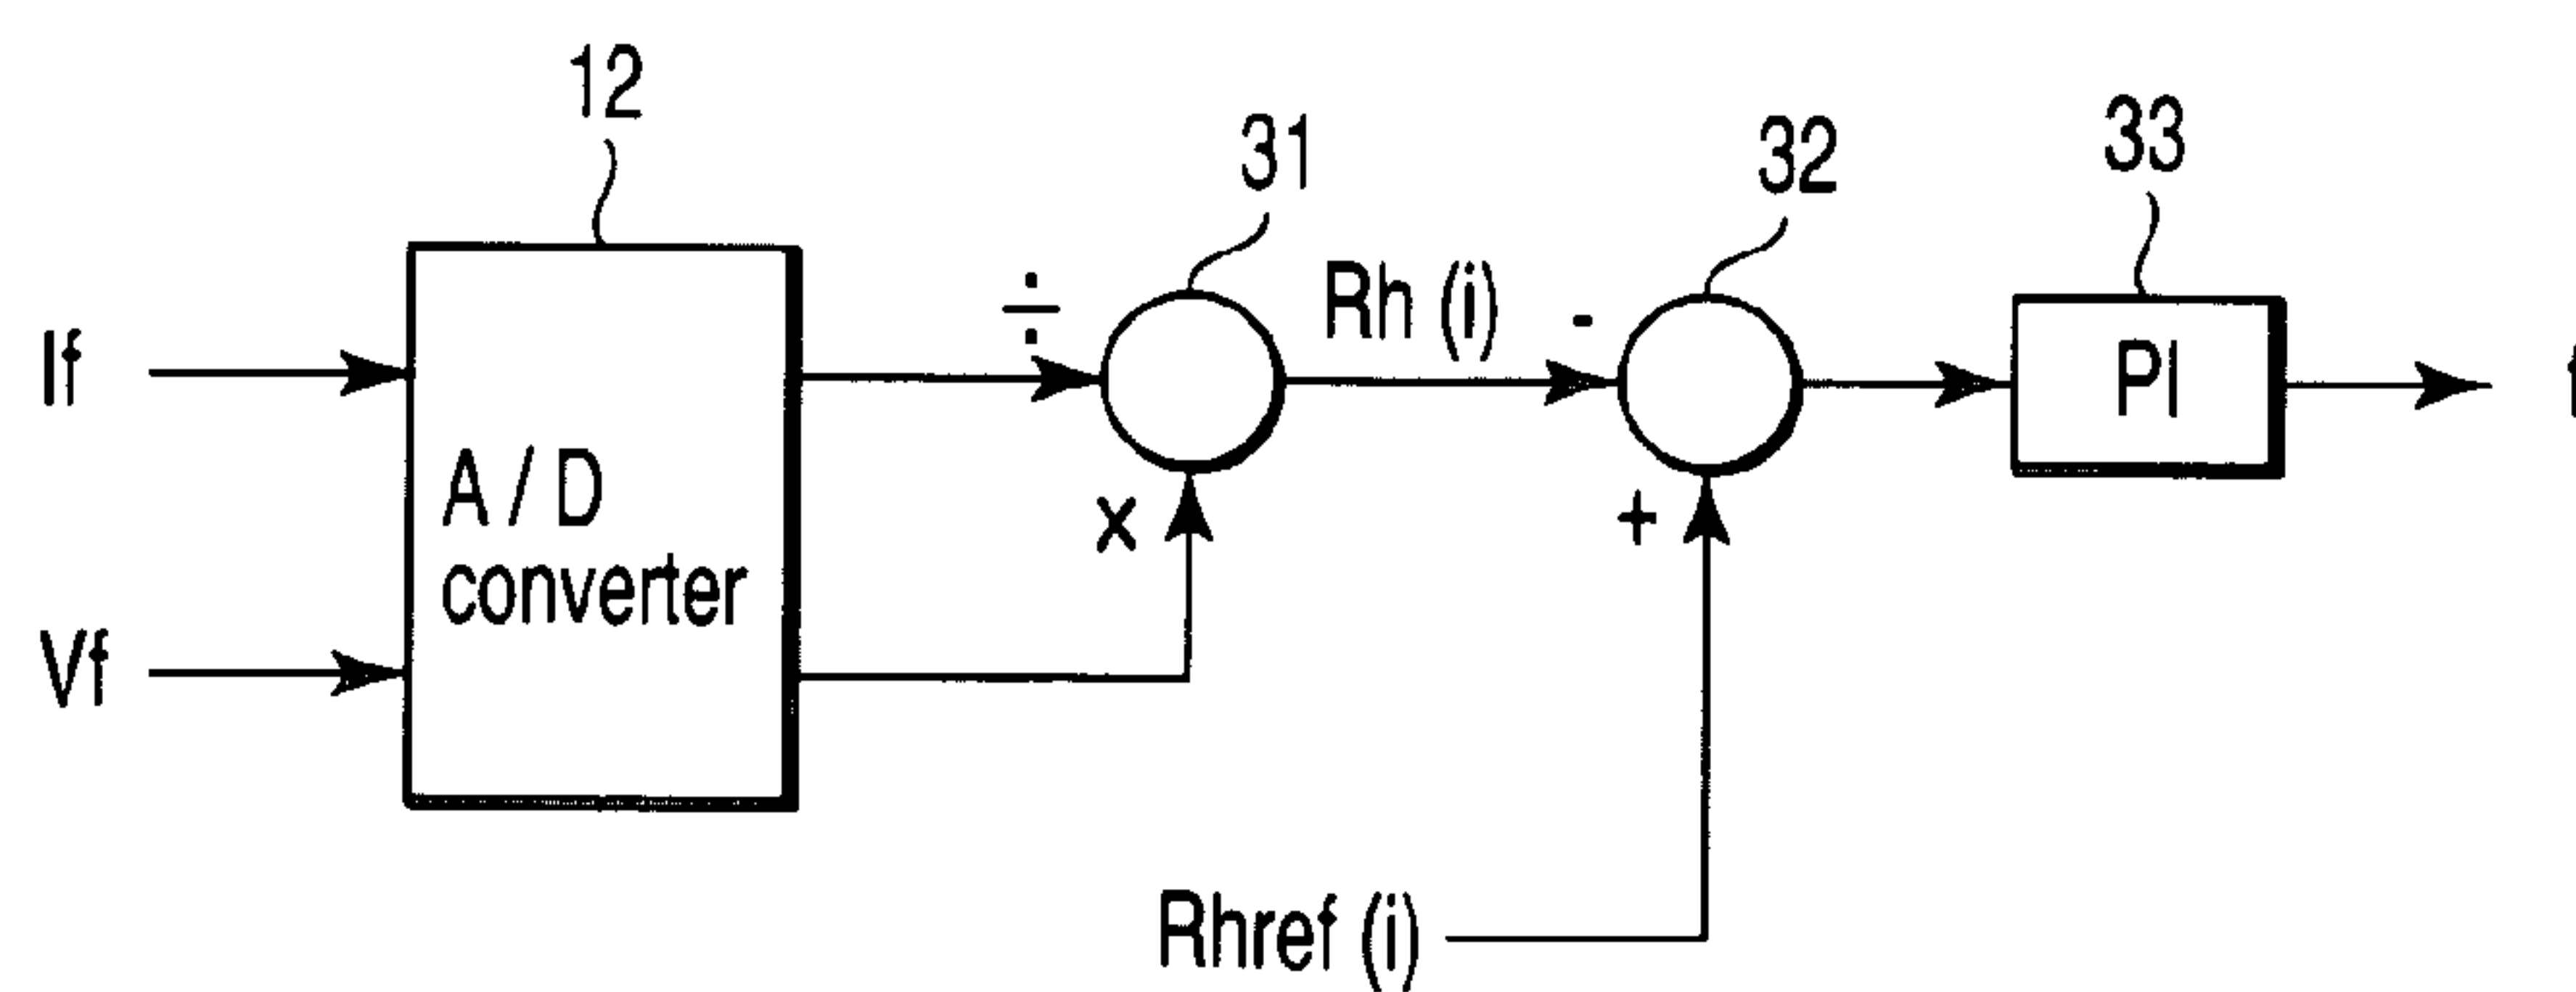 12
31
32
33
÷
Rh (i)
-
If
A / D
converter
PI
Vf
x
+
Rhref (i)